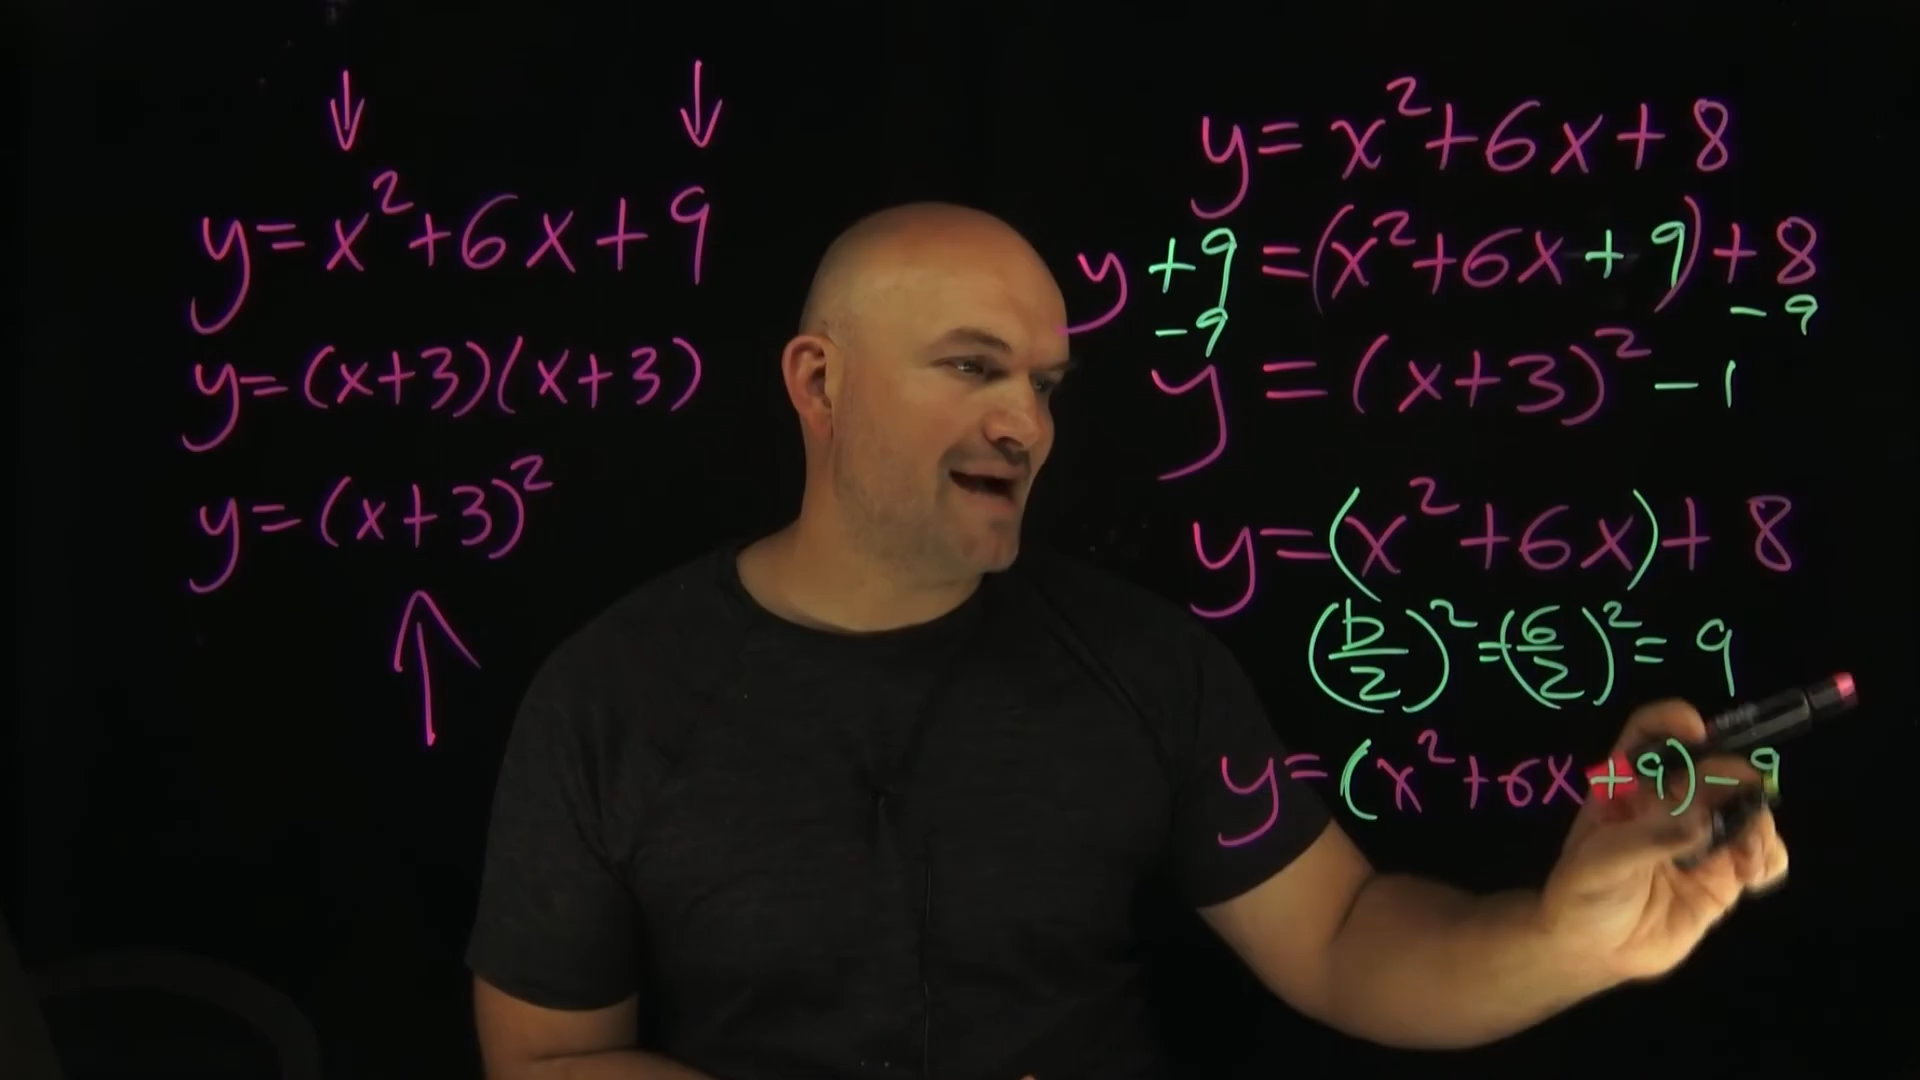 y=x²+6x+9
y=(x+3)(x+3)
y=(x+3)²
y=x²+6x+8
y+9=(x²+6x+9)+8
-9 -9
y=(x+3)²-1
y=(x²+6x)+8
(b/2)²=(6/2)²=9
y=(x²+6x+9)-9